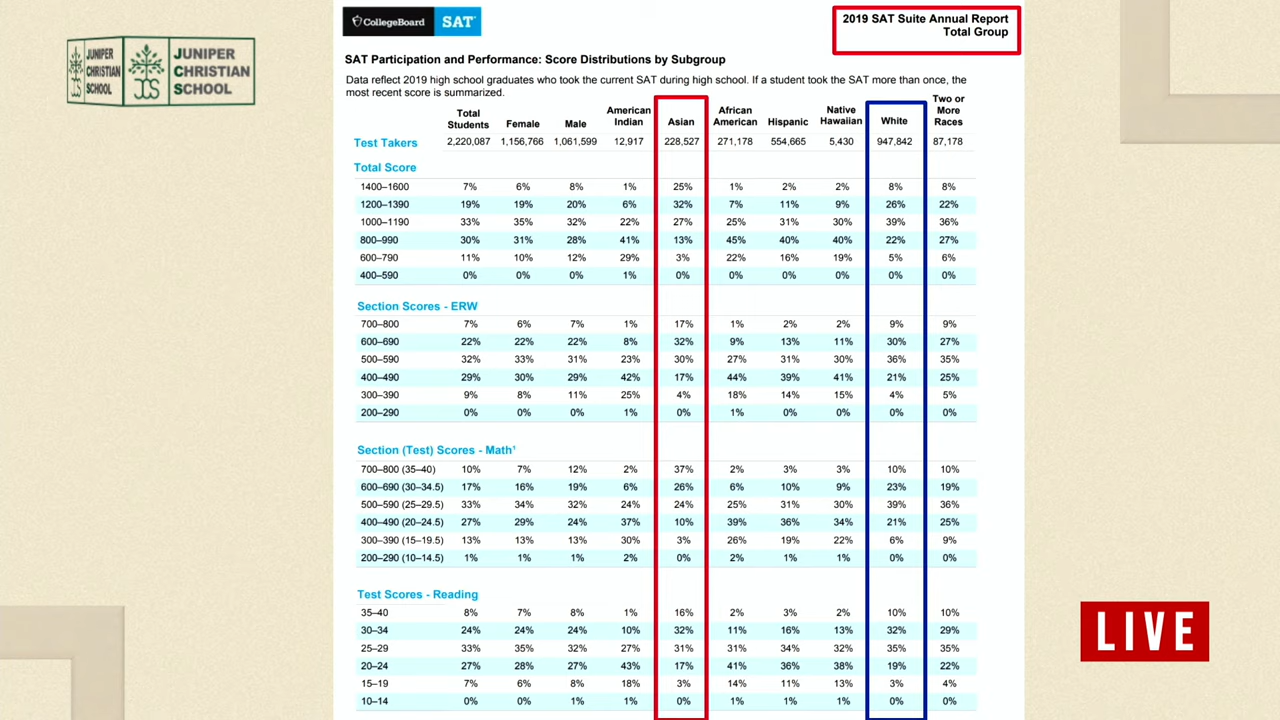 CollegeBoard SAT
2019 SAT Suite Annual Report
Total Group
JUNIPER
CHRISTIAN
SCHOOL
JCS
JUNIPER
CHRISTIAN
SCHOOL
SAT Participation and Performance: Score Distributions by Subgroup
Data reflect 2019 high school graduates who took the current SAT during high school. If a student took the SAT more than once, the
most recent score is summarized.
Total Students Female Male American Indian Asian African American Hispanic Native Hawaiian White Two or More Races
Test Takers 2,220,087 1,156,766 1,061,599 12,917 228,527 271,178 554,665 5,430 947,842 87,178
Total Score
1400–1600 7% 6% 8% 1% 25% 1% 2% 2% 8% 8%
1200–1390 19% 19% 20% 6% 32% 7% 11% 9% 26% 22%
1000–1190 33% 35% 32% 22% 27% 25% 31% 30% 39% 36%
800–990 30% 31% 28% 41% 13% 45% 40% 40% 22% 27%
600–790 11% 10% 12% 29% 3% 22% 16% 19% 5% 6%
400–590 0% 0% 0% 1% 0% 0% 0% 0% 0% 0%
Section Scores - ERW
700–800 7% 6% 7% 1% 17% 1% 2% 2% 9% 9%
600–690 22% 22% 22% 8% 32% 9% 13% 11% 30% 27%
500–590 32% 33% 31% 23% 30% 27% 31% 30% 36% 35%
400–490 29% 30% 29% 42% 17% 44% 39% 41% 21% 25%
300–390 9% 8% 11% 25% 4% 18% 14% 15% 4% 5%
200–290 0% 0% 0% 1% 0% 1% 0% 0% 0% 0%
Section (Test) Scores - Math¹
700–800 (35–40) 10% 7% 12% 2% 37% 2% 3% 3% 10% 10%
600–690 (30–34.5) 17% 16% 19% 6% 26% 6% 10% 9% 23% 19%
500–590 (25–29.5) 33% 34% 32% 24% 24% 25% 31% 30% 39% 36%
400–490 (20–24.5) 27% 29% 24% 37% 10% 39% 36% 34% 21% 25%
300–390 (15–19.5) 13% 13% 13% 30% 3% 26% 19% 22% 6% 9%
200–290 (10–14.5) 1% 1% 1% 2% 0% 2% 1% 1% 0% 0%
Test Scores - Reading
35–40 8% 7% 8% 1% 16% 2% 3% 2% 10% 10%
30–34 24% 24% 24% 10% 32% 11% 16% 13% 32% 29%
25–29 33% 35% 32% 27% 31% 31% 34% 32% 35% 35%
20–24 27% 28% 27% 43% 17% 41% 36% 38% 19% 22%
15–19 7% 6% 8% 18% 3% 14% 11% 13% 3% 4%
10–14 0% 0% 1% 1% 0% 1% 1% 1% 0% 0%
LIVE